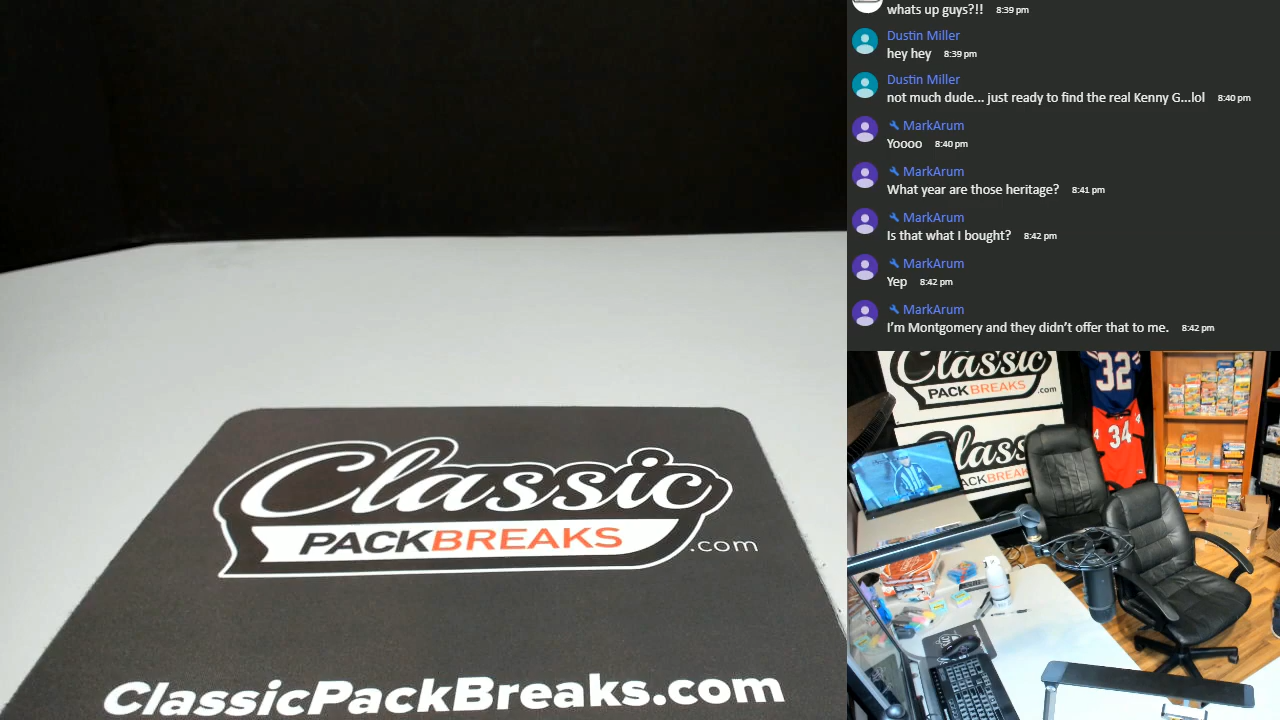 whats up guys?!! 8:39 pm
Dustin Miller
hey hey 8:39 pm
Dustin Miller
not much dude... just ready to find the real Kenny G...lol 8:40 pm
MarkArum
Yoooo 8:40 pm
MarkArum
What year are those heritage? 8:41 pm
MarkArum
Is that what I bought? 8:42 pm
MarkArum
Yep 8:42 pm
MarkArum
I’m Montgomery and they didn’t offer that to me. 8:42 pm
Classic
PACKBREAKS
.com
ClassicPackBreaks.com
Classic
PACKBREAKS
.com
32
4 34 4